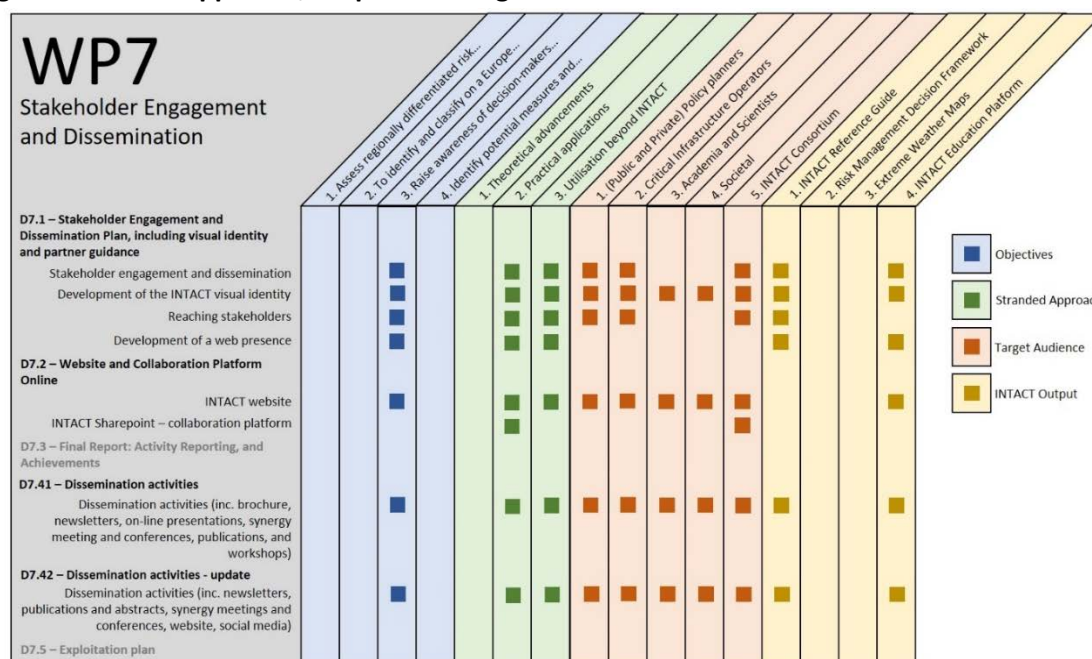 WP7
Stakeholder Engagement
and Dissemination
1. Assess regionally differentiated risk...
2. To identify and classify on a Europe...
3. Raise awareness of decision-makers...
4. Identify potential measures and...
1. Theoretical advancements
2. Practical applications
3. Utilisation beyond INTACT
1. (Public and Private) Policy planners
2. Critical Infrastructure Operators
3. Academia and Scientists
4. Societal
5. INTACT Consortium
1. INTACT Reference Guide
2. Risk Management Decision Framework
3. Extreme Weather Maps
4. INTACT Education Platform
D7.1 – Stakeholder Engagement and
Dissemination Plan, including visual identity
and partner guidance
Stakeholder engagement and dissemination
Development of the INTACT visual identity
Reaching stakeholders
Development of a web presence
D7.2 – Website and Collaboration Platform
Online
INTACT website
INTACT Sharepoint – collaboration platform
D7.3 – Final Report: Activity Reporting, and
Achievements
D7.41 – Dissemination activities
Dissemination activities (inc. brochure,
newsletters, on-line presentations, synergy
meeting and conferences, publications, and
workshops)
D7.42 – Dissemination activities - update
Dissemination activities (inc. newsletters,
publications and abstracts, synergy meetings and
conferences, website, social media)
D7.5 – Exploitation plan
Objectives
Stranded Approac
Target Audience
INTACT Output